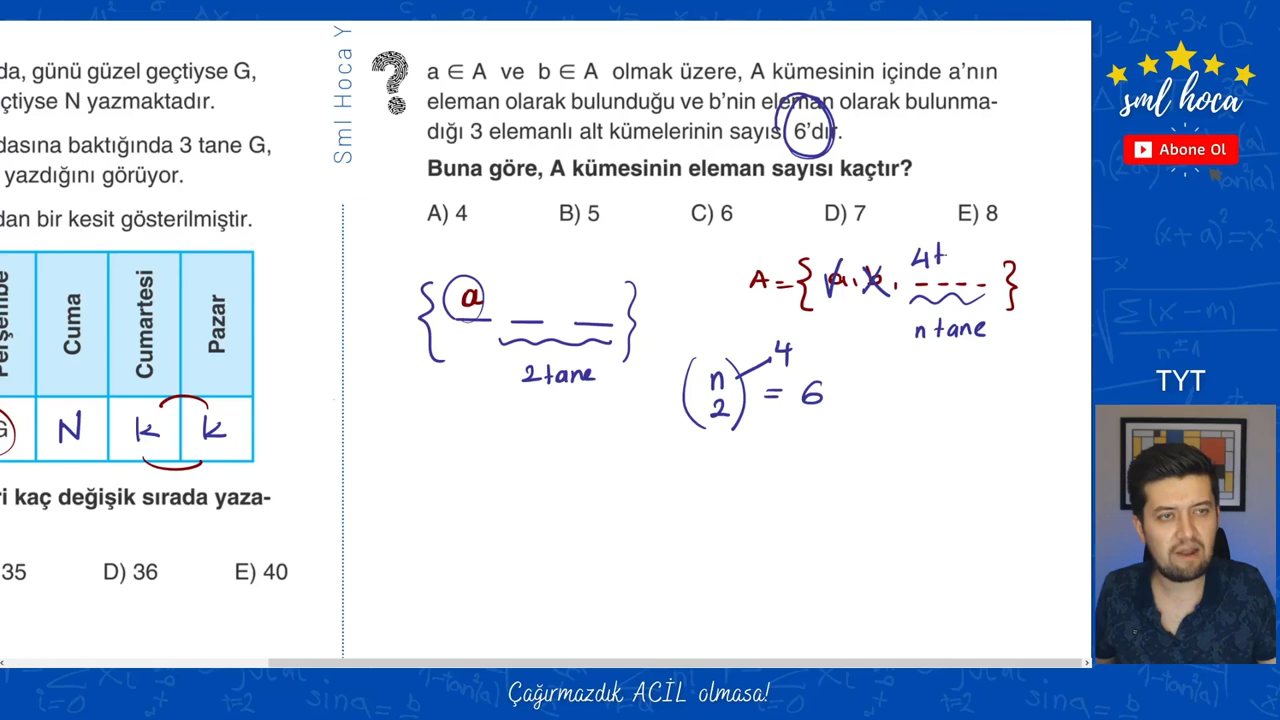 da, günü güzel geçtiyse G,
çtiyse N yazmaktadır.
dasına baktığında 3 tane G,
yazdığını görüyor.
dan bir kesit gösterilmiştir.
Perşembe
Cuma
Cumartesi
Pazar
G
N
k
k
ri kaç değişik sırada yaza-
35
D) 36
E) 40
Sml Hoca Y
?
a ∈ A ve b ∈ A olmak üzere, A kümesinin içinde a'nın
eleman olarak bulunduğu ve b'nin eleman olarak bulunma-
dığı 3 elemanlı alt kümelerinin sayıs 6'dır.
Buna göre, A kümesinin eleman sayısı kaçtır?
A) 4
B) 5
C) 6
D) 7
E) 8
{ a }
2 tane
A = { a, b, }
4t
n tane
(n 2) = 6
4
sml hoca
Abone Ol
TYT
Çağırmazdık ACİL olmasa!